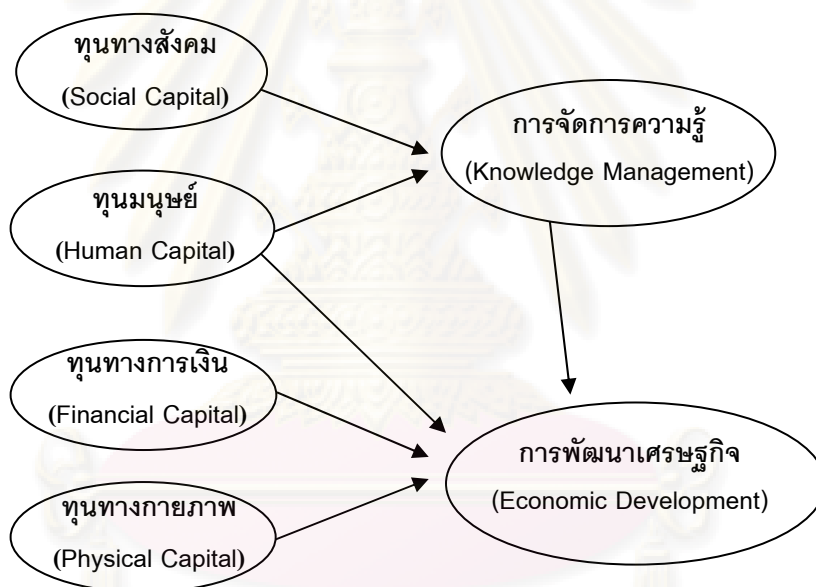 ทุนทางสังคม
(Social Capital)
การจัดการความรู้
(Knowledge Management)
ทุนมนุษย์
(Human Capital)
ทุนทางการเงิน
(Financial Capital)
การพัฒนาเศรษฐกิจ
(Economic Development)
ทุนทางกายภาพ
(Physical Capital)